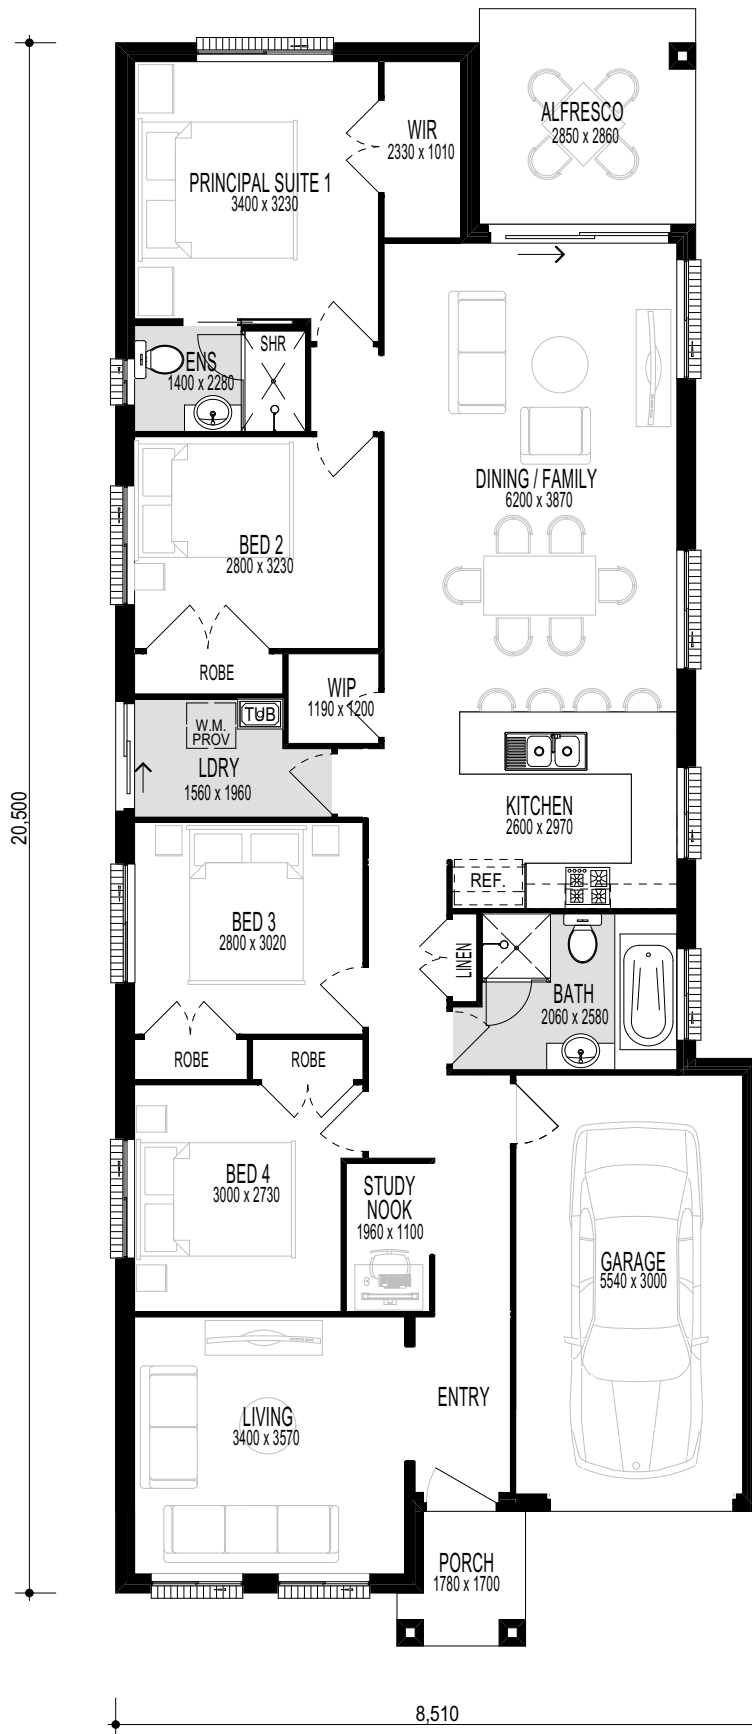 ALFRESCO
2850 x 2860
WIR
2330 x 1010
PRINCIPAL SUITE 1
3400 x 3230
SHR
ENS
1400 x 2280
DINING / FAMILY
6200 x 3870
BED 2
2800 x 3230
ROBE
WIP
1190 x 1200
W.M.
PROV
TUB
LDRY
1560 x 1960
KITCHEN
2600 x 2970
20,500
REF.
BED 3
2800 x 3020
LINEN
BATH
2060 x 2580
ROBE
ROBE
BED 4
3000 x 2730
STUDY
NOOK
1960 x 1100
GARAGE
5540 x 3000
ENTRY
LIVING
3400 x 3570
PORCH
1780 x 1700
8,510